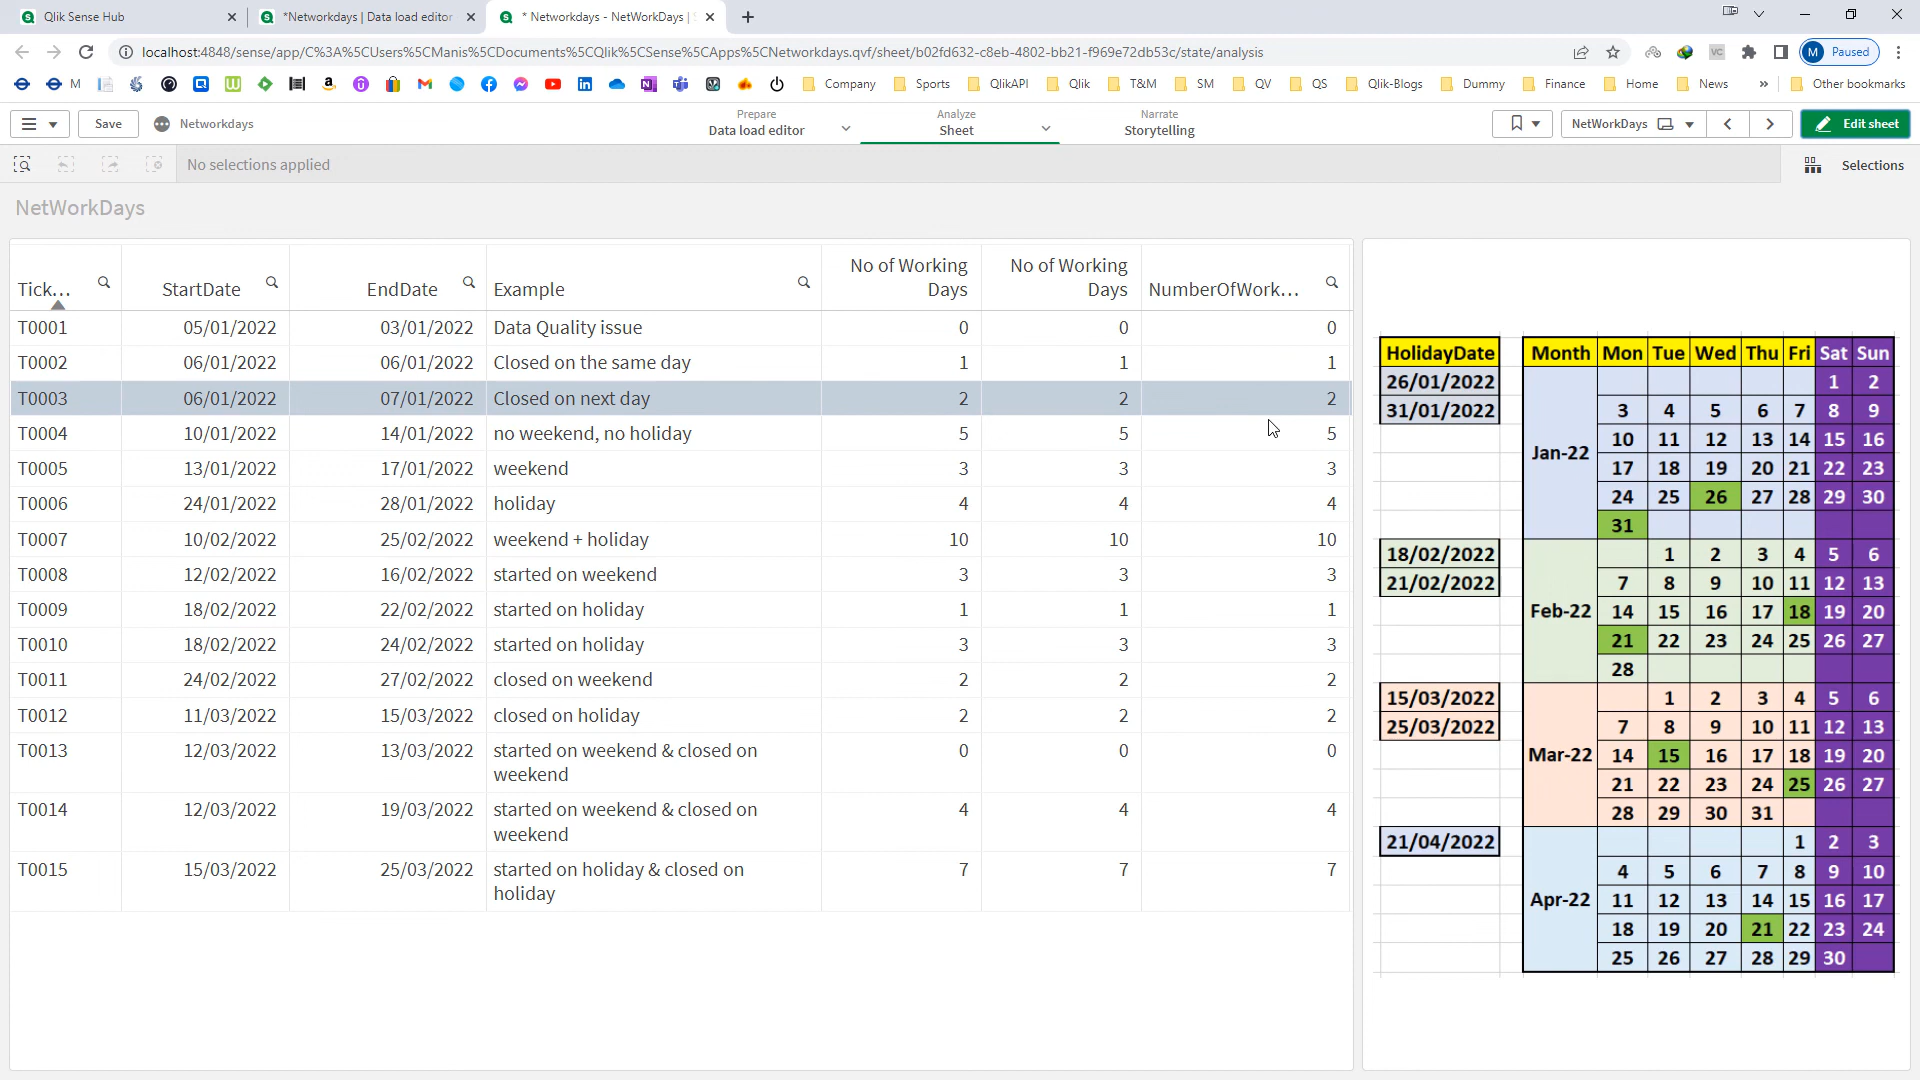 Qlik Sense Hub
*Networkdays | Data load editor
* Networkdays - NetWorkDays |
localhost:4848/sense/app/C%3A%5CUsers%5CManis%5CDocuments%5CQlik%5CSense%5CApps%5CNetworkdays.qvf/sheet/b02fd632-c8eb-4802-bb21-f969e72db53c/state/analysis
M Paused
M Company Sports QlikAPI Qlik T&M SM QV QS Qlik-Blogs Dummy Finance Home News » Other bookmarks
Save Networkdays
Prepare
Data load editor
Analyze
Sheet
Narrate
Storytelling
NetWorkDays
Edit sheet
No selections applied
Selections
NetWorkDays
Tick... StartDate EndDate Example No of Working Days No of Working Days NumberOfWork...
T0001 05/01/2022 03/01/2022 Data Quality issue 0 0 0
T0002 06/01/2022 06/01/2022 Closed on the same day 1 1 1
T0003 06/01/2022 07/01/2022 Closed on next day 2 2 2
T0004 10/01/2022 14/01/2022 no weekend, no holiday 5 5 5
T0005 13/01/2022 17/01/2022 weekend 3 3 3
T0006 24/01/2022 28/01/2022 holiday 4 4 4
T0007 10/02/2022 25/02/2022 weekend + holiday 10 10 10
T0008 12/02/2022 16/02/2022 started on weekend 3 3 3
T0009 18/02/2022 22/02/2022 started on holiday 1 1 1
T0010 18/02/2022 24/02/2022 started on holiday 3 3 3
T0011 24/02/2022 27/02/2022 closed on weekend 2 2 2
T0012 11/03/2022 15/03/2022 closed on holiday 2 2 2
T0013 12/03/2022 13/03/2022 started on weekend & closed on 0 0 0
weekend
T0014 12/03/2022 19/03/2022 started on weekend & closed on 4 4 4
weekend
T0015 15/03/2022 25/03/2022 started on holiday & closed on 7 7 7
holiday
HolidayDate Month Mon Tue Wed Thu Fri Sat Sun
26/01/2022 1 2
31/01/2022 3 4 5 6 7 8 9
10 11 12 13 14 15 16
Jan-22
17 18 19 20 21 22 23
24 25 26 27 28 29 30
31
18/02/2022 1 2 3 4 5 6
21/02/2022 7 8 9 10 11 12 13
Feb-22 14 15 16 17 18 19 20
21 22 23 24 25 26 27
28
15/03/2022 1 2 3 4 5 6
25/03/2022 7 8 9 10 11 12 13
Mar-22 14 15 16 17 18 19 20
21 22 23 24 25 26 27
28 29 30 31
21/04/2022 1 2 3
4 5 6 7 8 9 10
Apr-22 11 12 13 14 15 16 17
18 19 20 21 22 23 24
25 26 27 28 29 30